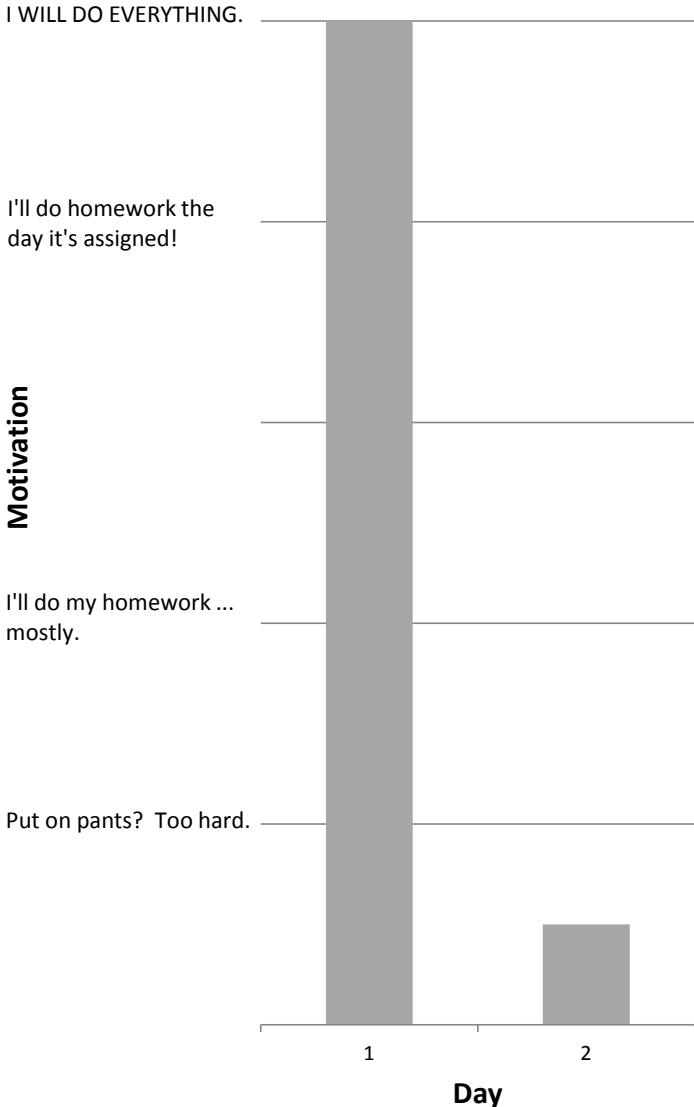 I WILL DO EVERYTHING.
I'll do homework the
day it's assigned!
Motivation
I'll do my homework ...
mostly.
Put on pants?  Too hard.
1
2
Day